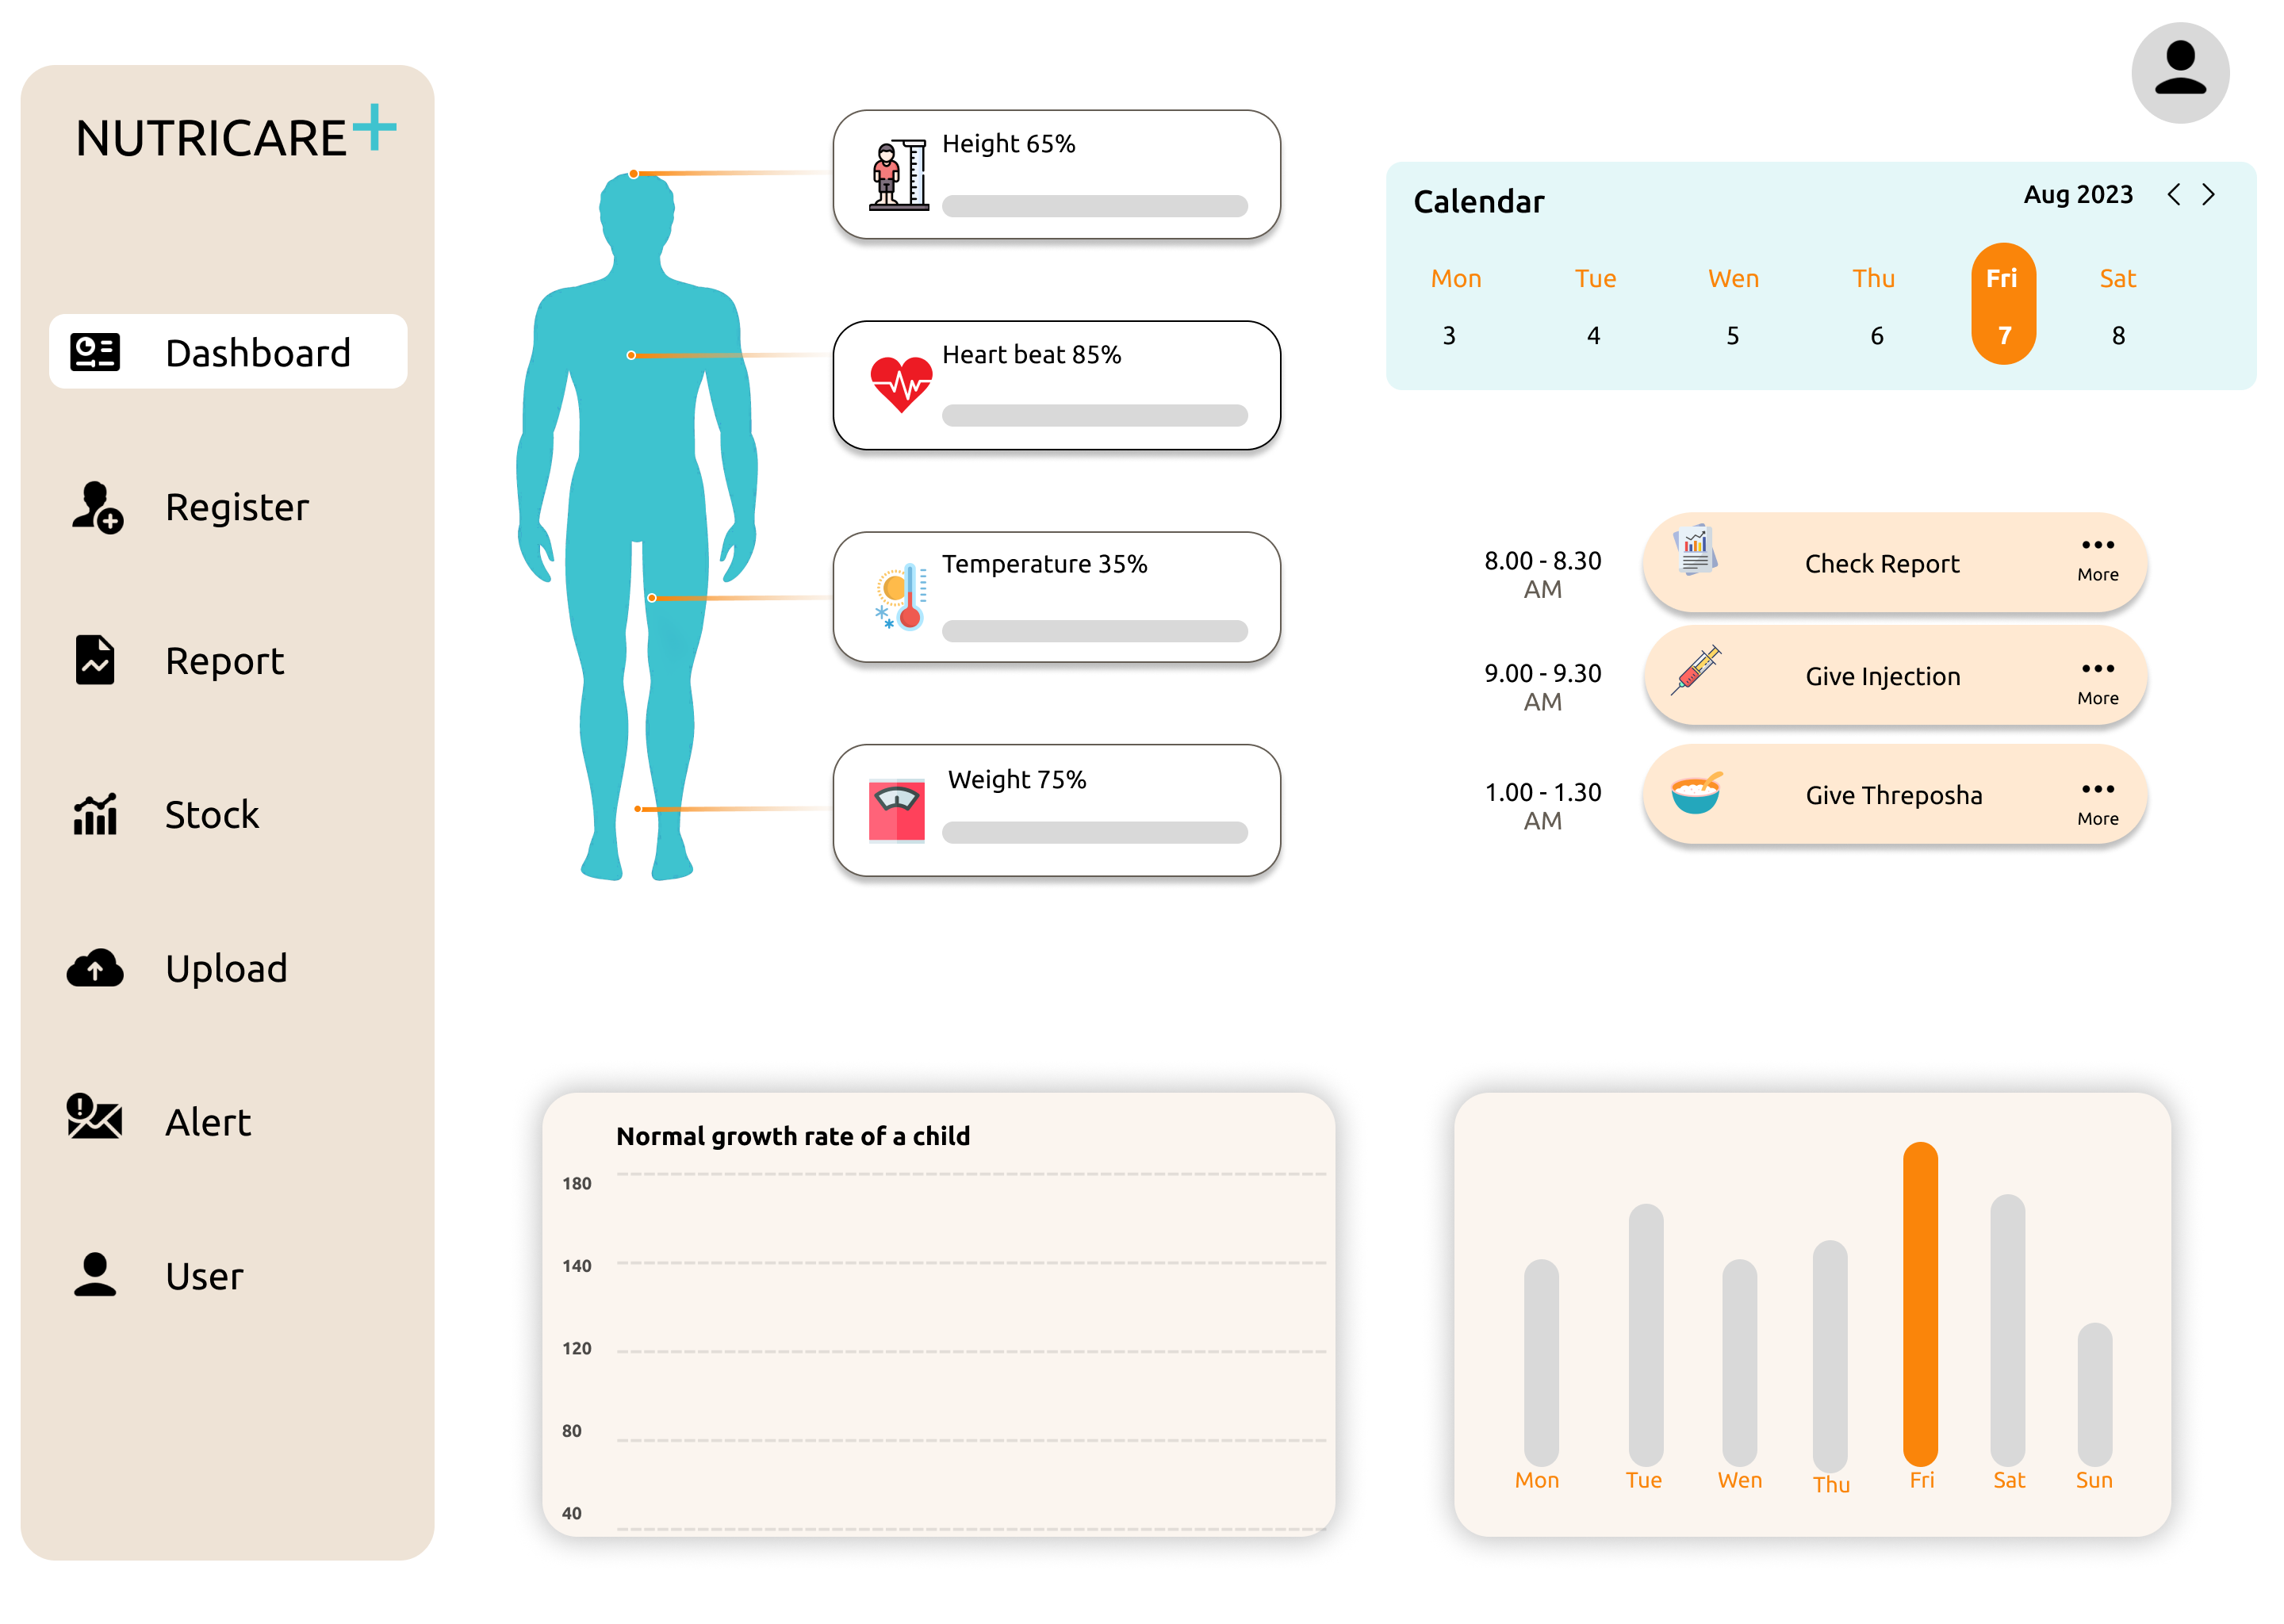 NUTRICARE+
Dashboard
Register
Report
Stock
Upload
Alert
User
Height 65%
Heart beat 85%
Temperature 35%
Weight 75%
Calendar
Aug 2023
Mon Tue Wen Thu Fri Sat
3 4 5 6 7 8
8.00 - 8.30
AM
Check Report
More
9.00 - 9.30
AM
Give Injection
More
1.00 - 1.30
AM
Give Threposha
More
Normal growth rate of a child
180
140
120
80
40
Mon Tue Wen Thu Fri Sat Sun